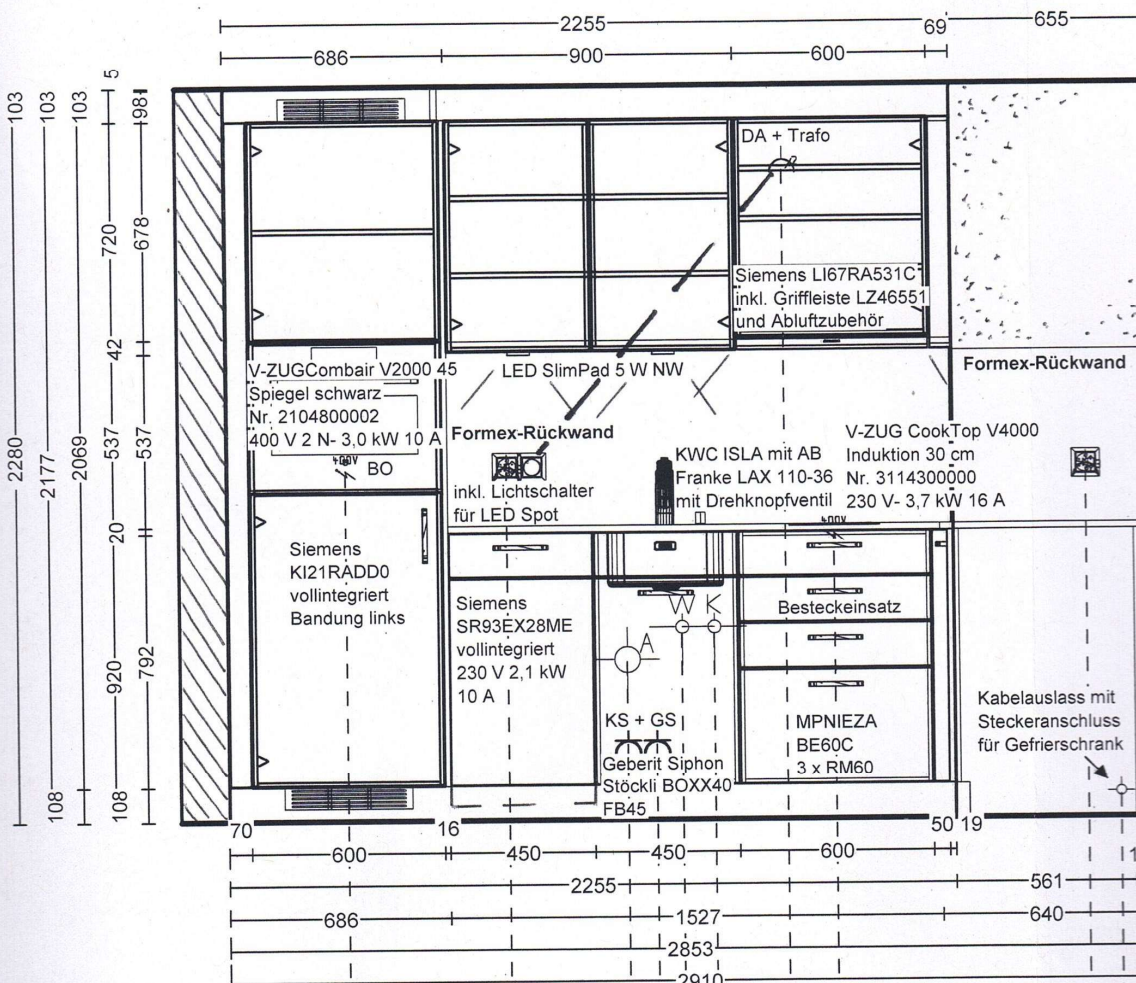 2255
69
655
686
900
600
5
103
103
103
98
DA + Trafo
720
678
Siemens LI67RA531C
inkl. Griffleiste LZ46551
und Abluftzubehör
42
V-ZUGCombair V2000 45
Spiegel schwarz
Nr. 2104800002
400 V 2 N- 3,0 kW 10 A
400V
BO
LED SlimPad 5 W NW
Formex-Rückwand
Formex-Rückwand
inkl. Lichtschalter
für LED Spot
KWC ISLA mit AB
Franke LAX 110-36
mit Drehknopfventil
V-ZUG CookTop V4000
Induktion 30 cm
Nr. 3114300000
230 V- 3,7 kW 16 A
400V
2280
2177
2069
537
537
20
Siemens
KI21RADD0
vollintegriert
Bandung links
Siemens
SR93EX28ME
vollintegriert
230 V 2,1 kW
10 A
W
K
A
Besteckeinsatz
920
792
KS + GS
Geberit Siphon
Stöckli BOXX40
FB45
MPNIEZA
BE60C
3 x RM60
Kabelauslass mit
Steckeranschluss
für Gefrierschrank
108
108
70
16
50
19
600
450
450
600
1
2255
561
686
1527
640
2853
2910